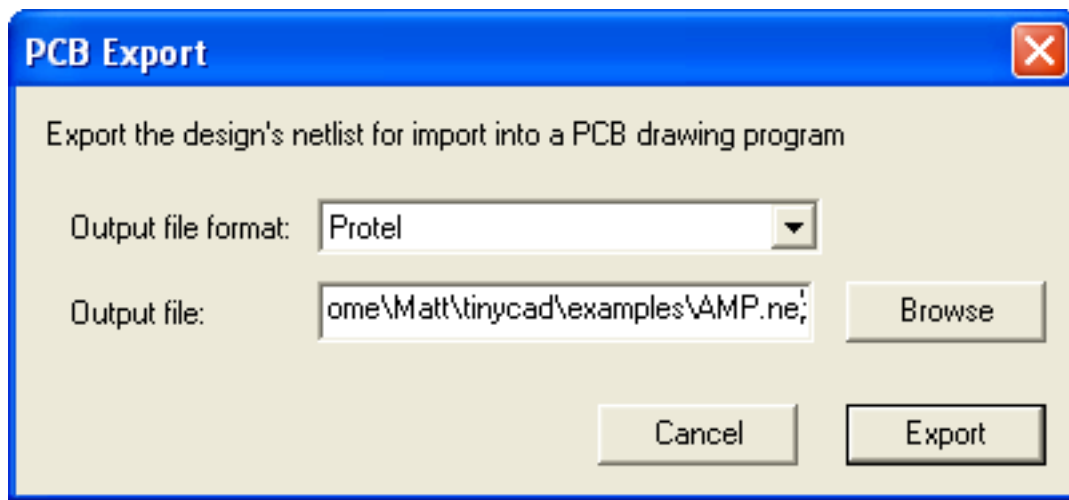 PCB Export
Export the design's netlist for import into a PCB drawing program
Output file format: Protel
Output file: ome\Matt\tinycad\examples\AMP.ne
Browse
Cancel Export